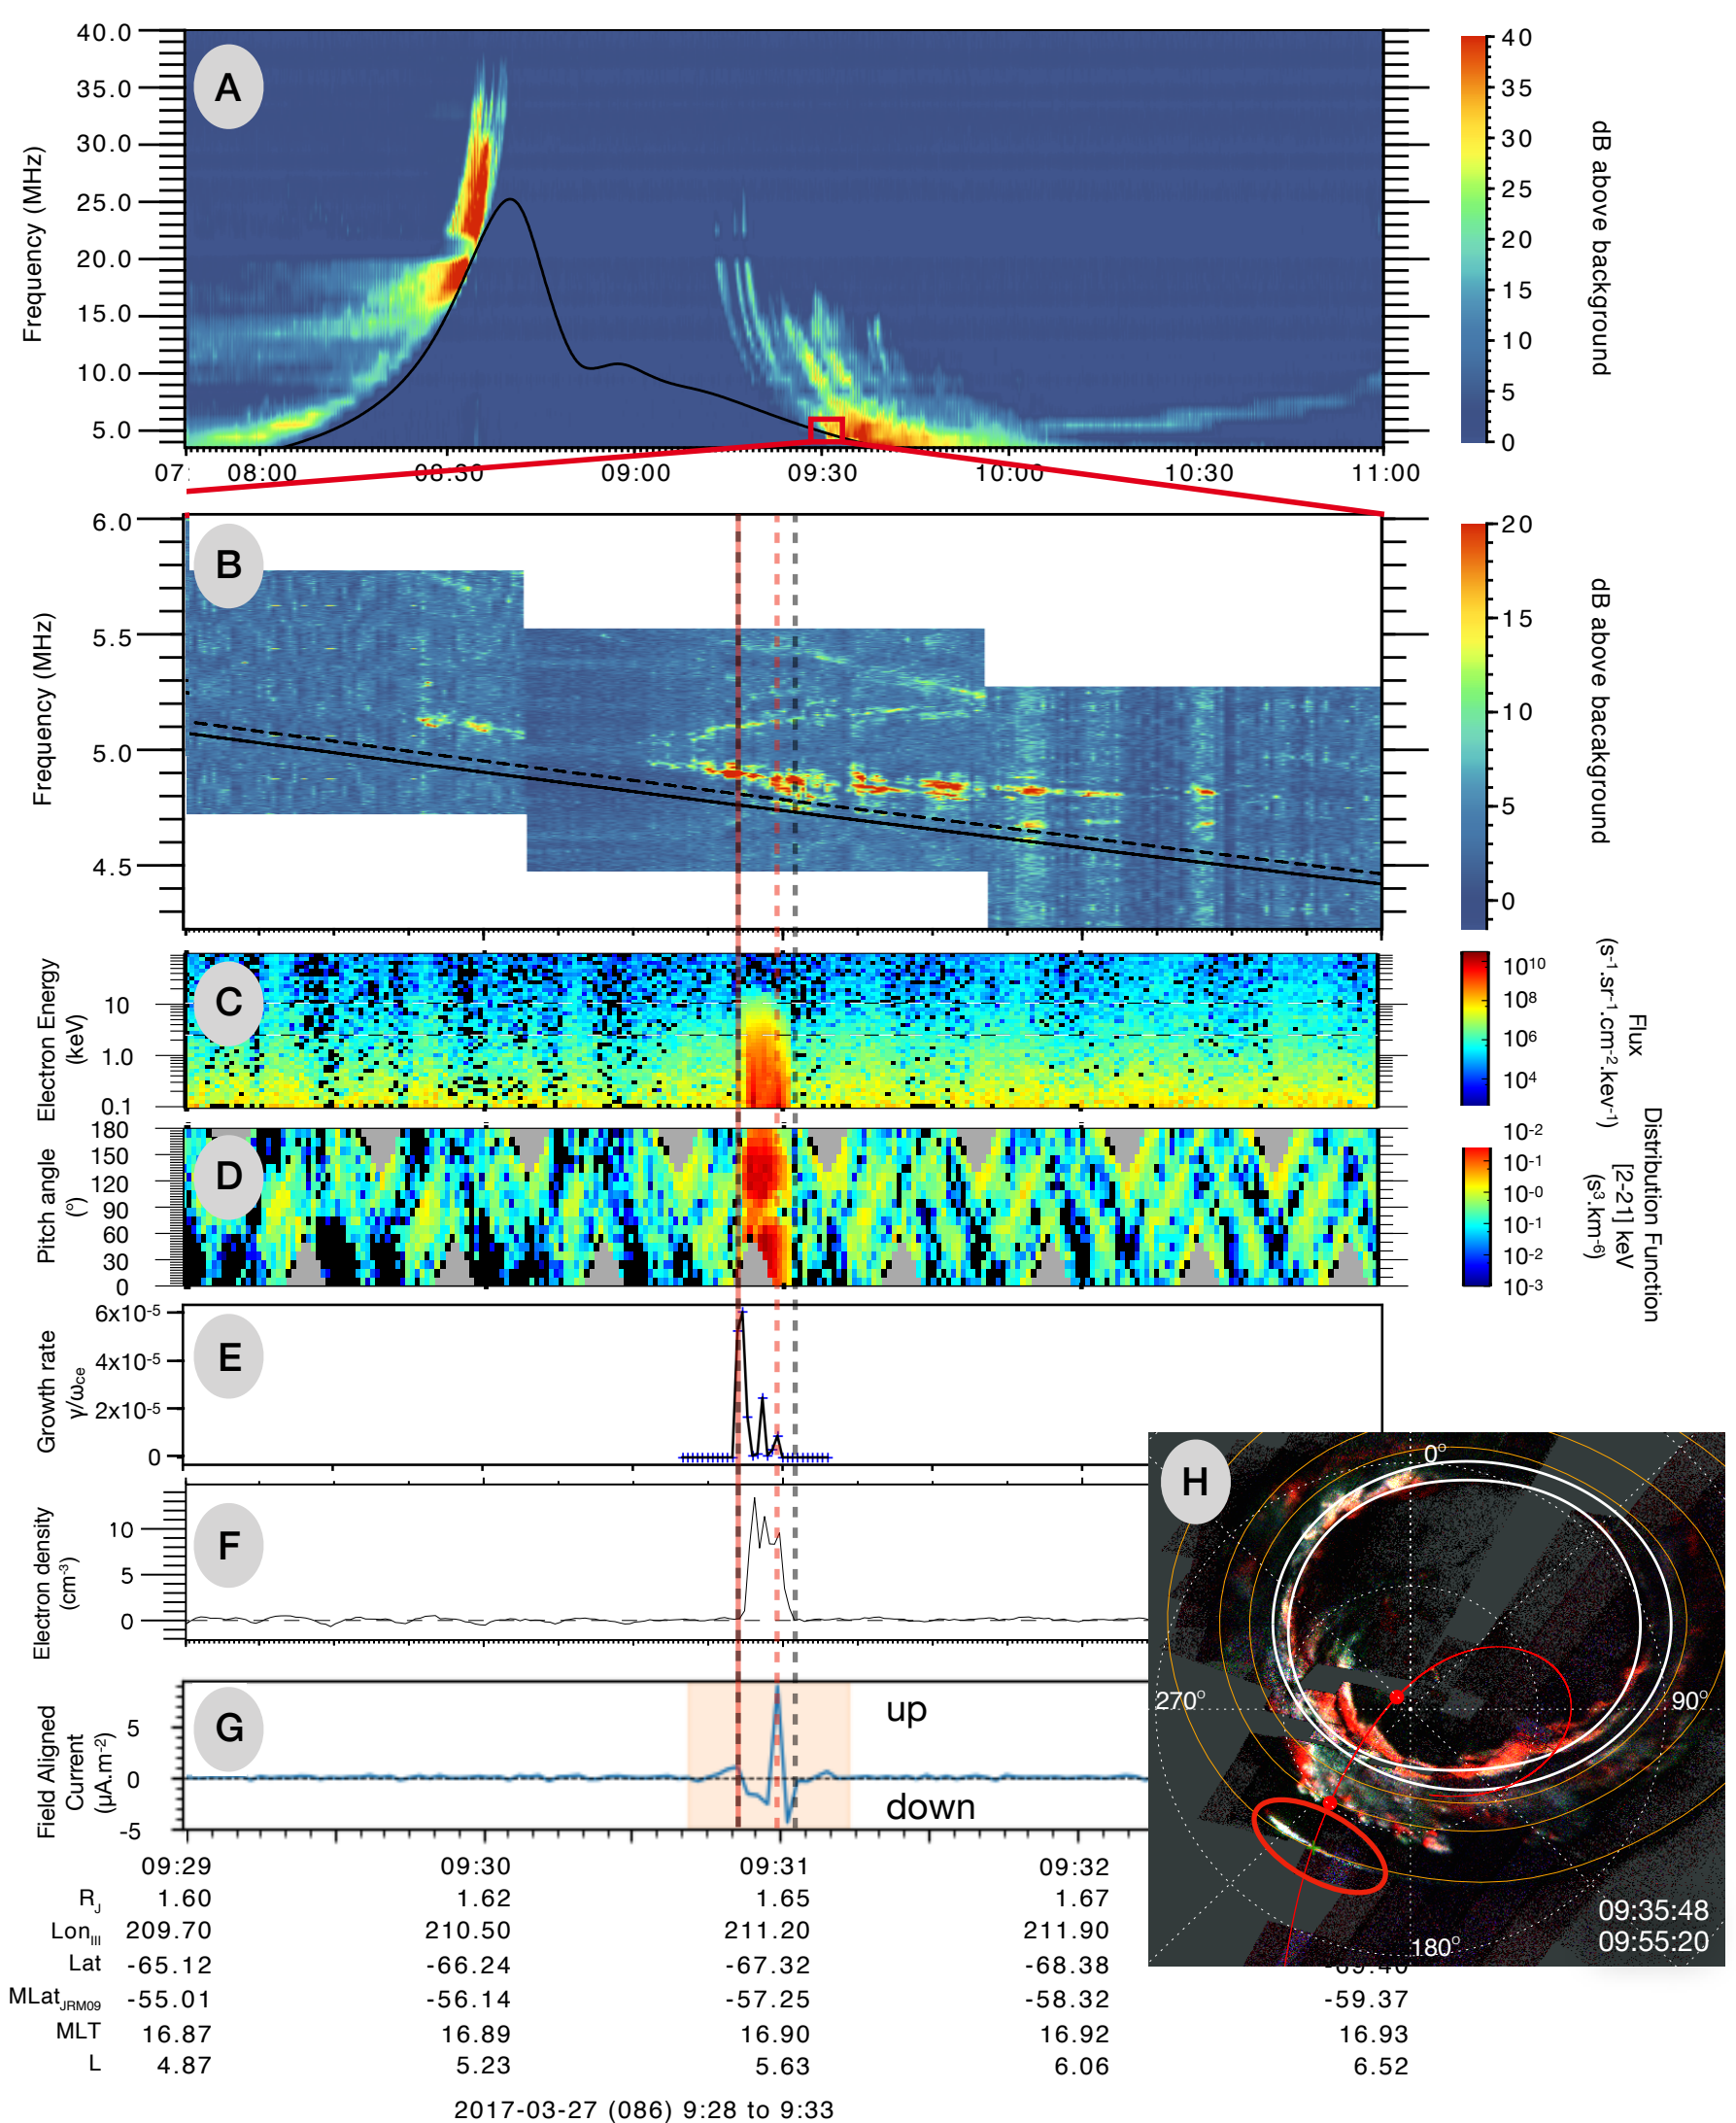 A
Frequency (MHz)
40.0
35.0
30.0
25.0
20.0
15.0
10.0
5.0
07:
08:00
08:30
09:00
09:30
10:00
10:30
11:00
40
35
30
25
20
15
10
5
0
dB above background
B
Frequency (MHz)
6.0
5.5
5.0
4.5
20
15
10
5
0
dB above bacakground
C
Electron Energy
(keV)
10
1.0
0.1
10¹⁰
10⁸
10⁶
10⁴
Flux
(s⁻¹.sr⁻¹.cm⁻².kev⁻¹)
D
Pitch angle
(°)
180
150
120
90
60
30
0
10⁻²
10⁻¹
10⁻⁰
10⁻¹
10⁻²
10⁻³
Distribution Function
[2-21] keV
(s³.km⁻⁶)
E
Growth rate
γ/ω_ce
6x10⁻⁵
4x10⁻⁵
2x10⁻⁵
0
F
Electron density
(cm⁻³)
10
5
0
G
Field Aligned
Current
(μA.m⁻²)
5
0
-5
up
down
H
0°
270°
90°
180°
09:35:48
09:55:20
09:29 09:30 09:31 09:32
R_J 1.60 1.62 1.65 1.67
Lon_III 209.70 210.50 211.20 211.90
Lat -65.12 -66.24 -67.32 -68.38
MLat_JRM09 -55.01 -56.14 -57.25 -58.32 -59.37
MLT 16.87 16.89 16.90 16.92 16.93
L 4.87 5.23 5.63 6.06 6.52
2017-03-27 (086) 9:28 to 9:33